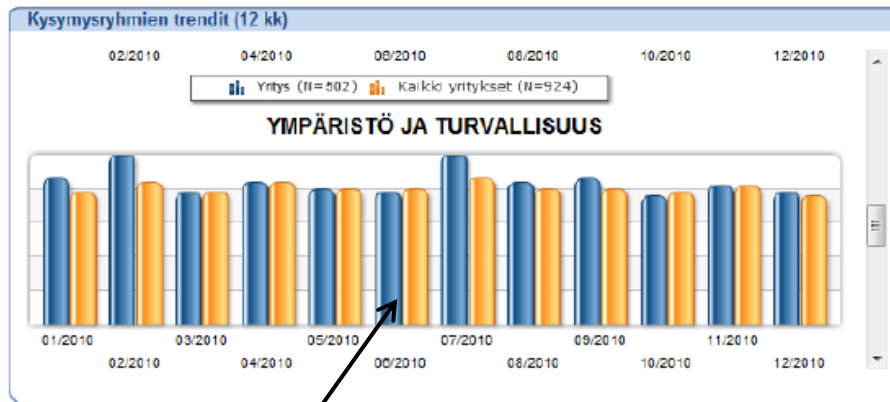 Kysymysryhmien trendit (12 kk)
02/2010 04/2010 06/2010 08/2010 10/2010 12/2010
Yritys (N=602) Kaikki yritykset (N=924)
YMPÄRISTÖ JA TURVALLISUUS
01/2010 03/2010 05/2010 07/2010 09/2010 11/2010
02/2010 04/2010 06/2010 08/2010 10/2010 12/2010